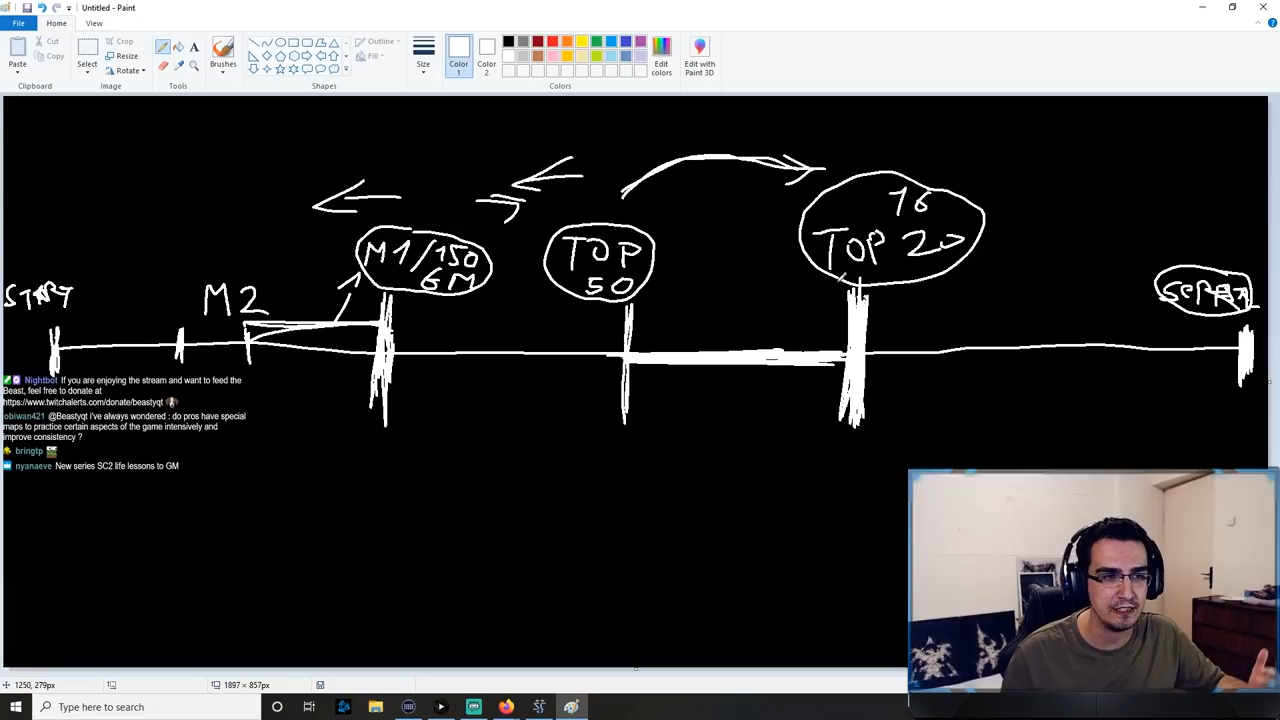 Untitled - Paint
File
Home
View
Paste
Cut
Copy
Clipboard
Select
Crop
Resize
Rotate
Image
Tools
Brushes
Shapes
Outline
Fill
Size
Color
1
Color
2
Edit
colors
Edit with
Paint 3D
Colors
16
TOP 20
M1/150
GM
TOP
50
START
M2
Nightbot If you are enjoying the stream and want to feed the
Beast, feel free to donate at
https://www.twitchalerts.com/donate/beastyqt
obiwan421 @Beastyqt i've always wondered : do pros have special
maps to practice certain aspects of the game intensively and
improve consistency ?
bringtp
nyanaeve New series SC2 life lessons to GM
1250, 279px
1897 × 857px
Type here to search